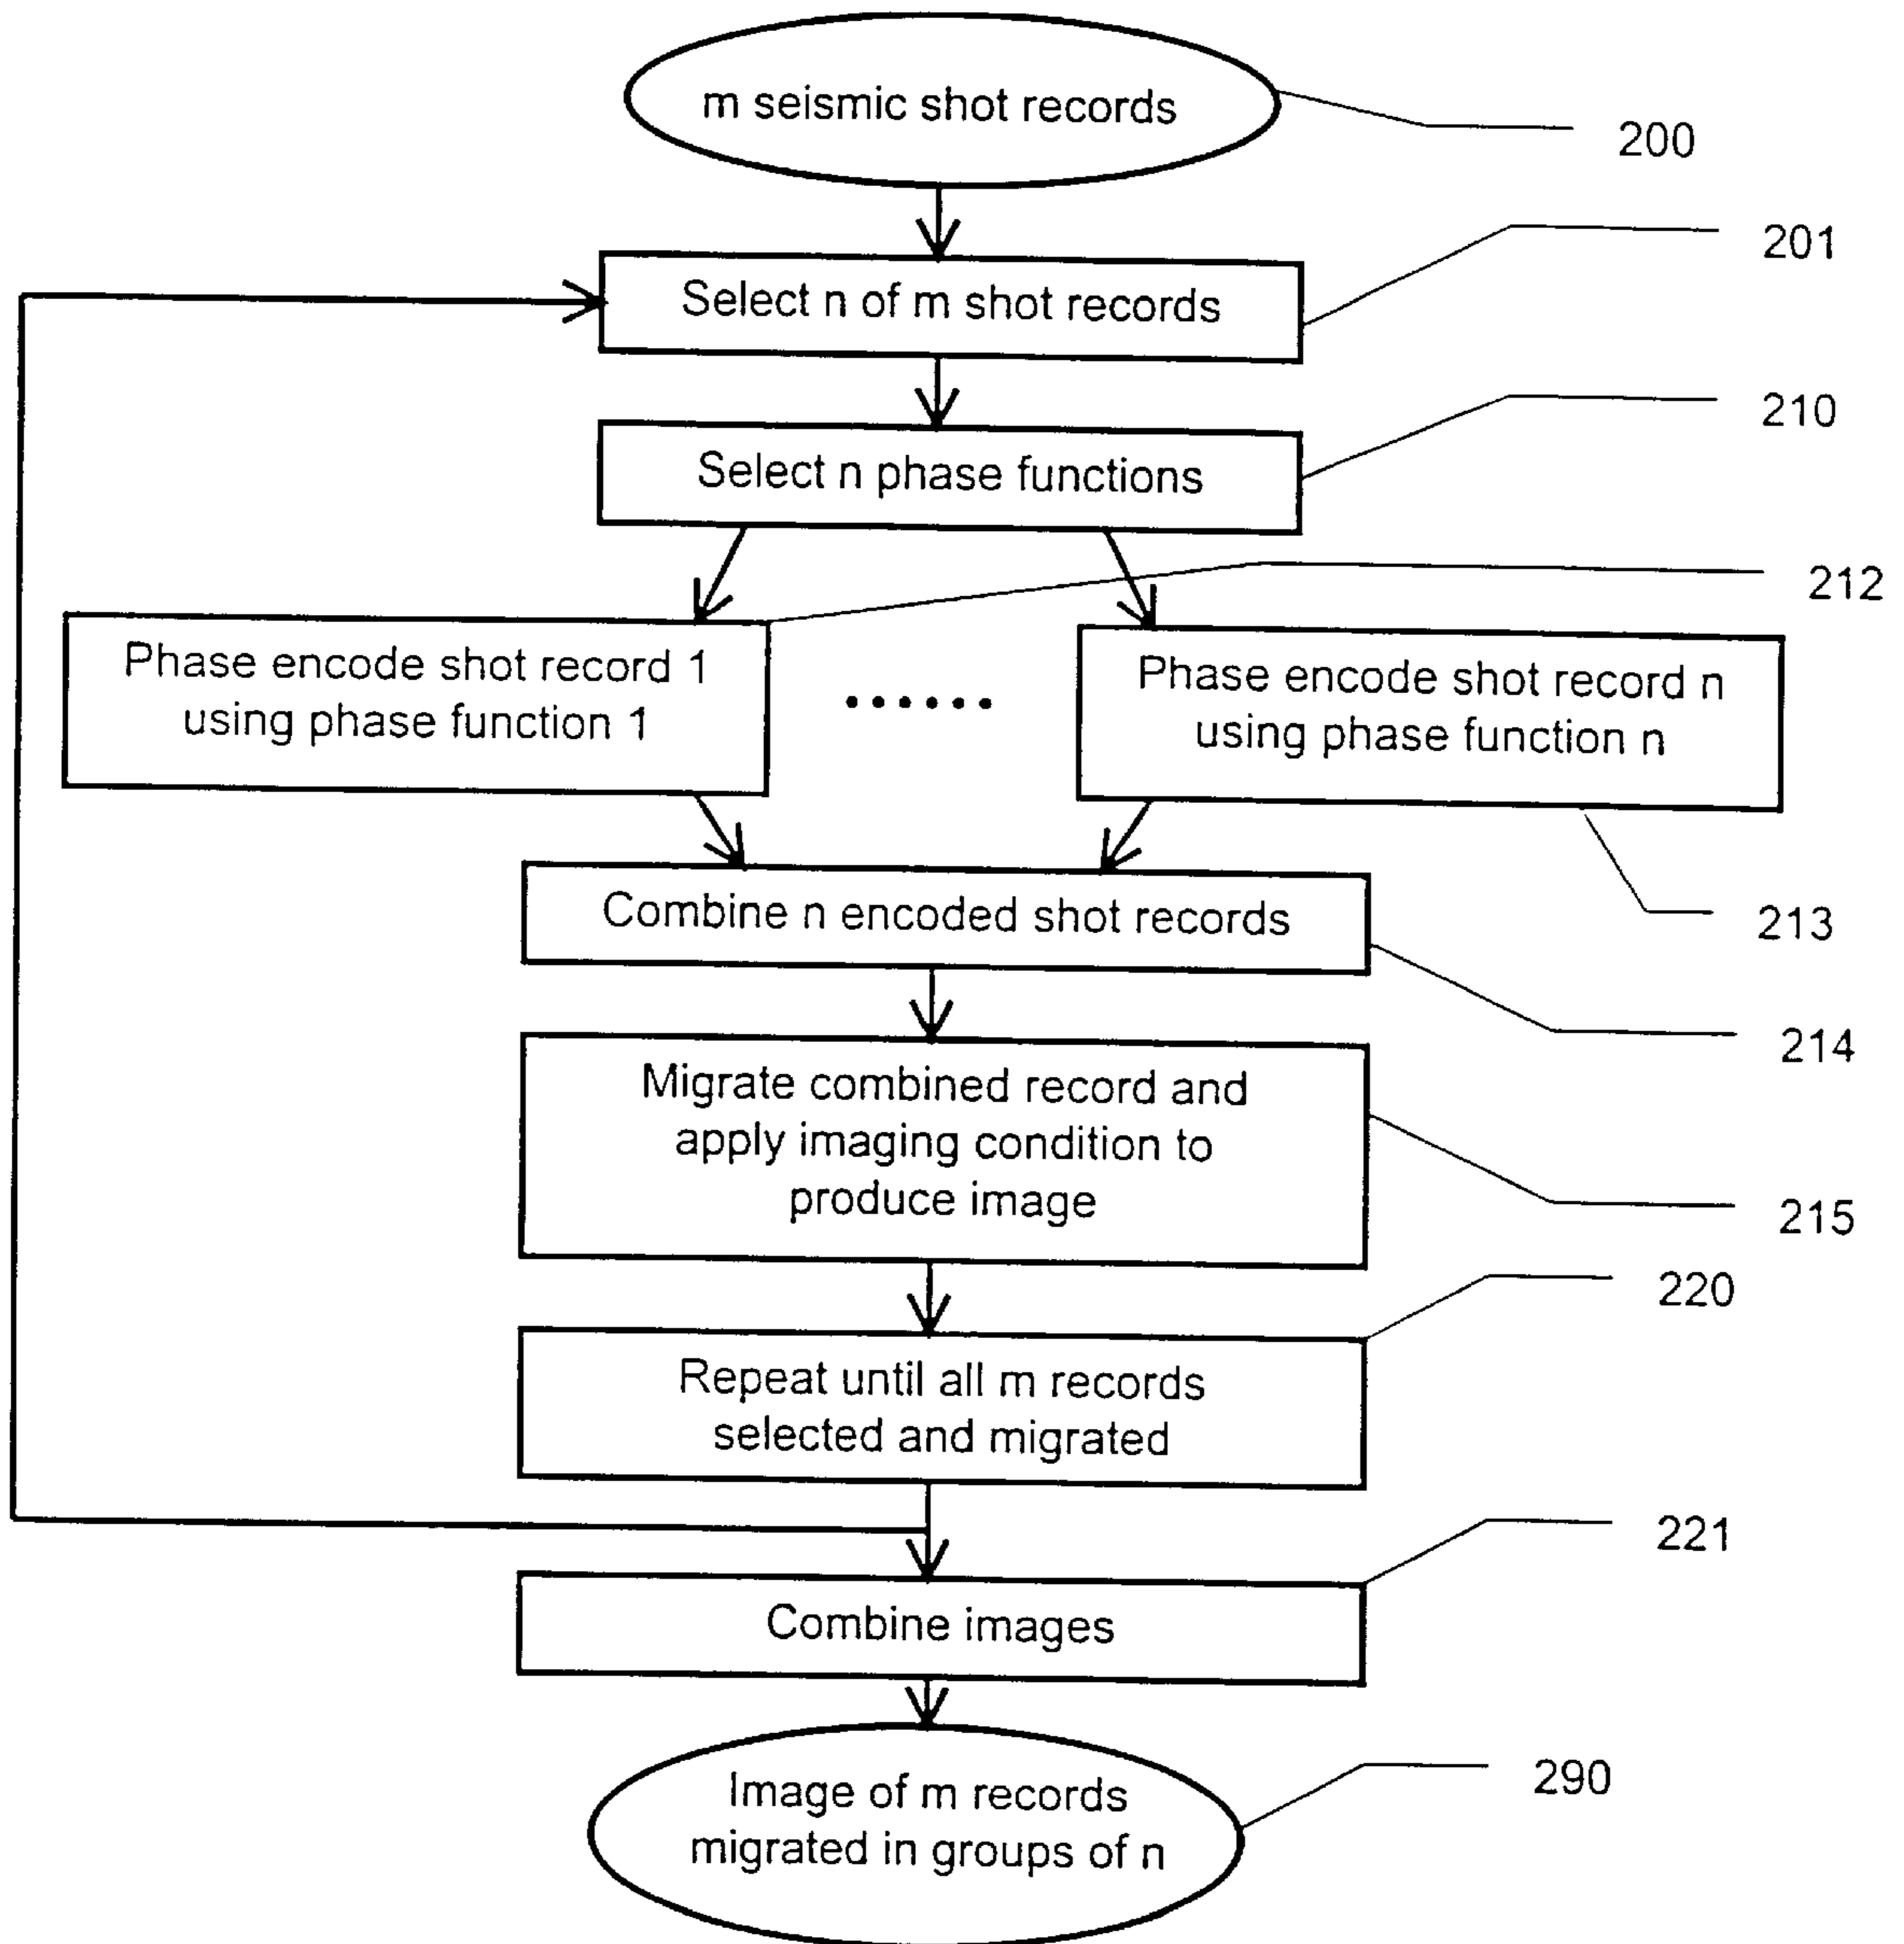 m seismic shot records
200
Select n of m shot records
201
Select n phase functions
210
212
Phase encode shot record 1
using phase function 1
......
Phase encode shot record n
using phase function n
213
Combine n encoded shot records
214
Migrate combined record and
apply imaging condition to
produce image
215
220
Repeat until all m records
selected and migrated
221
Combine images
Image of m records
migrated in groups of n
290